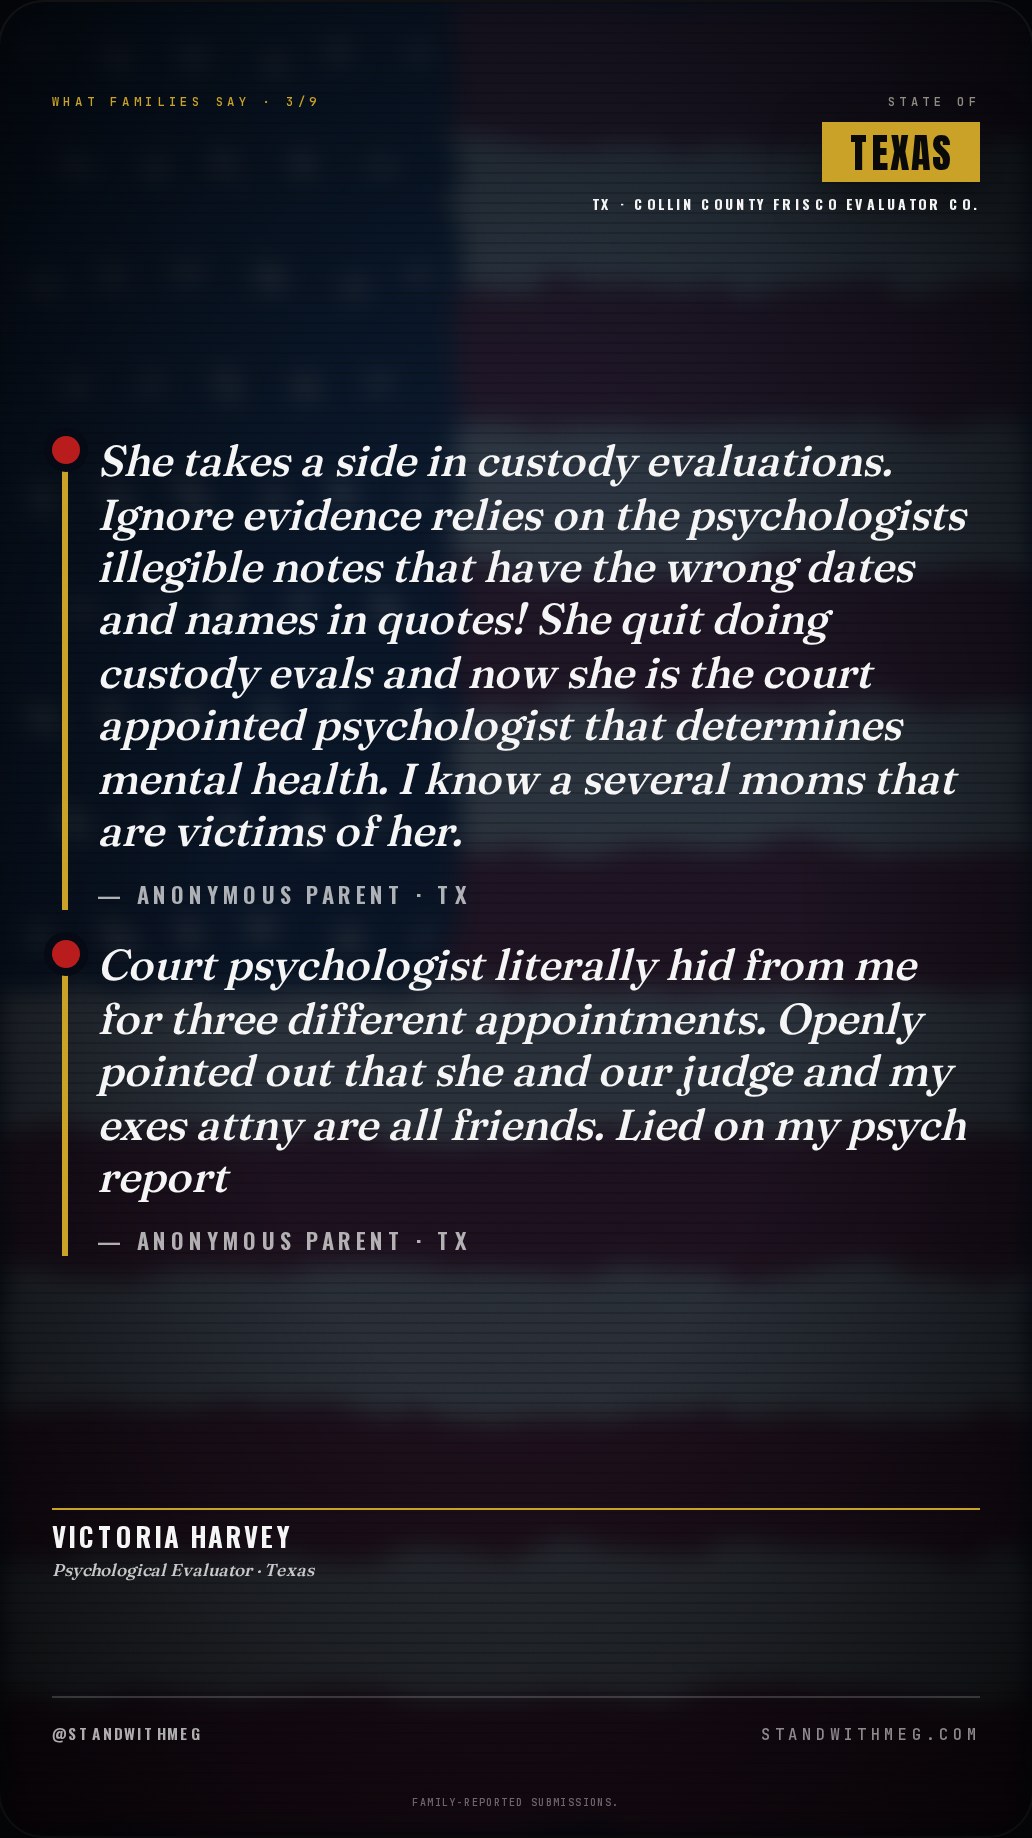 WHAT FAMILIES SAY · 3/9
STATE OF
TEXAS
TX · COLLIN COUNTY FRISCO EVALUATOR CO.
She takes a side in custody evaluations.
Ignore evidence relies on the psychologists
illegible notes that have the wrong dates
and names in quotes! She quit doing
custody evals and now she is the court
appointed psychologist that determines
mental health. I know a several moms that
are victims of her.
— ANONYMOUS PARENT · TX
Court psychologist literally hid from me
for three different appointments. Openly
pointed out that she and our judge and my
exes attny are all friends. Lied on my psych
report
— ANONYMOUS PARENT · TX
VICTORIA HARVEY
Psychological Evaluator · Texas
@STANDWITHMEG
STANDWITHMEG.COM
FAMILY-REPORTED SUBMISSIONS.